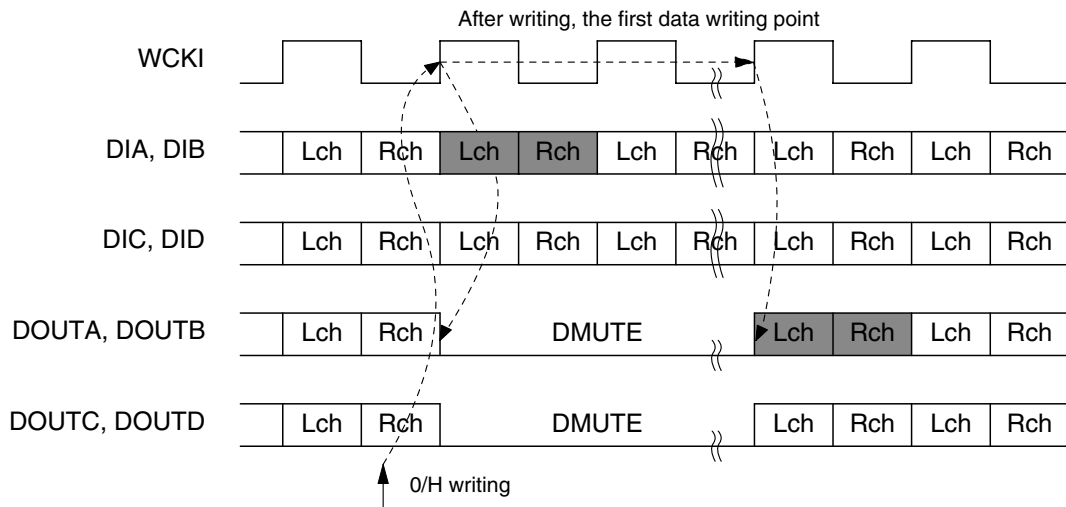 After writing, the first data writing point
WCKI
DIA, DIB Lch Rch Lch Rch Lch Rch Lch Rch Lch Rch
DIC, DID Lch Rch Lch Rch Lch Rch Lch Rch Lch Rch
DOUTA, DOUTB Lch Rch DMUTE Lch Rch Lch Rch
DOUTC, DOUTD Lch Rch DMUTE Lch Rch Lch Rch
0/H writing